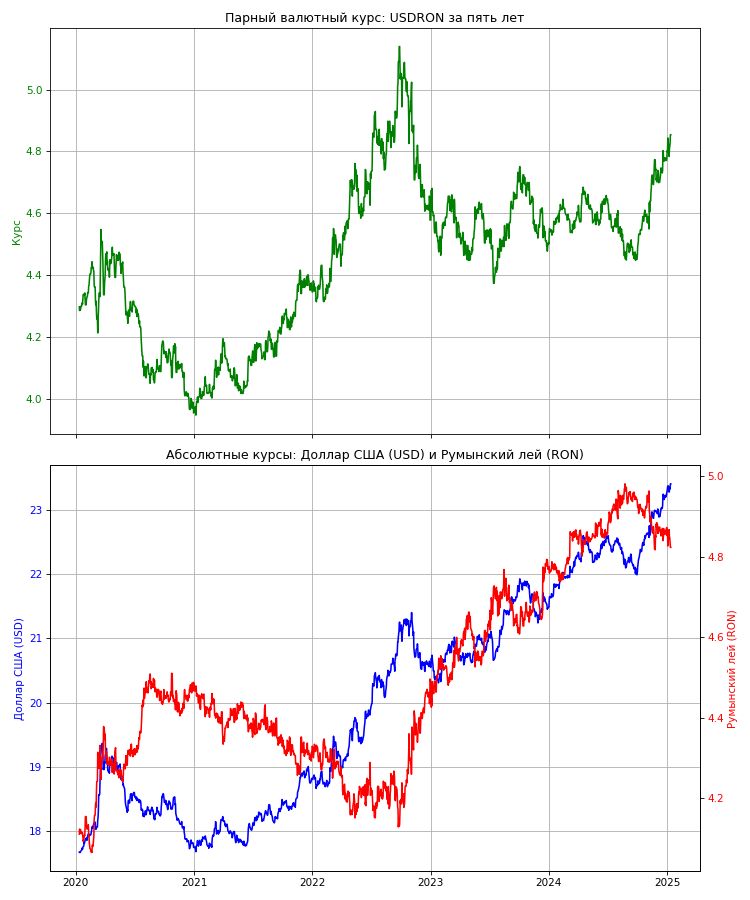 Парный валютный курс: USDRON за пять лет
5.0
4.8
4.6
4.4
4.2
4.0
Курс
Абсолютные курсы: Доллар США (USD) и Румынский лей (RON)
23
22
21
20
19
18
Доллар США (USD)
5.0
4.8
4.6
4.4
4.2
Румынский лей (RON)
2020 2021 2022 2023 2024 2025